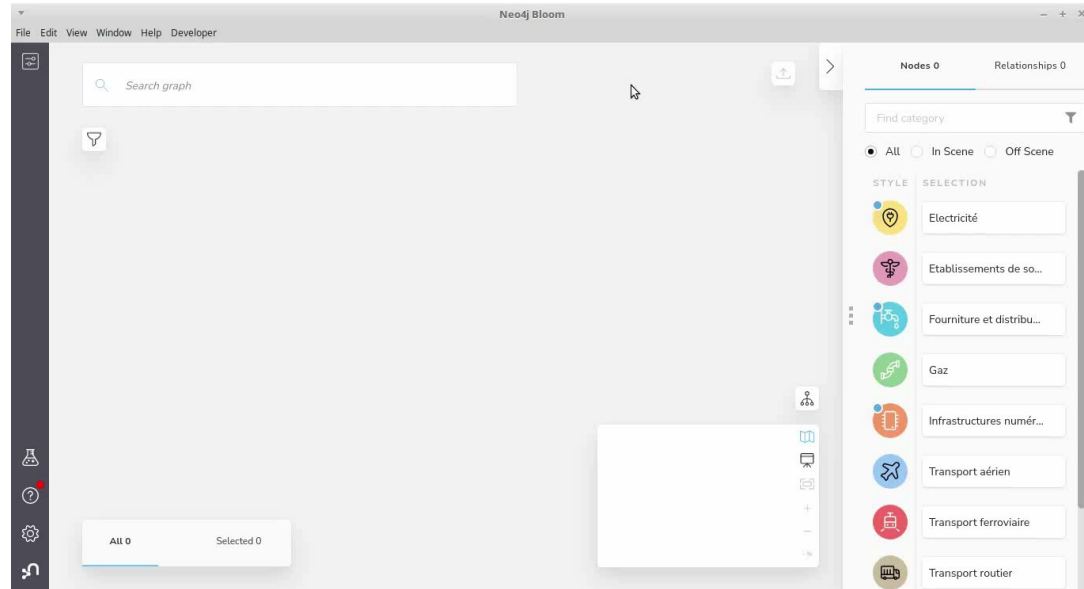 Neo4j Bloom
File Edit View Window Help Developer
Search graph
Nodes 0 Relationships 0
Find category
All In Scene Off Scene
STYLE SELECTION
Electricité
Etablissements de so...
Fourniture et distribu...
Gaz
Infrastructures numér...
Transport aérien
Transport ferroviaire
Transport routier
All 0 Selected 0